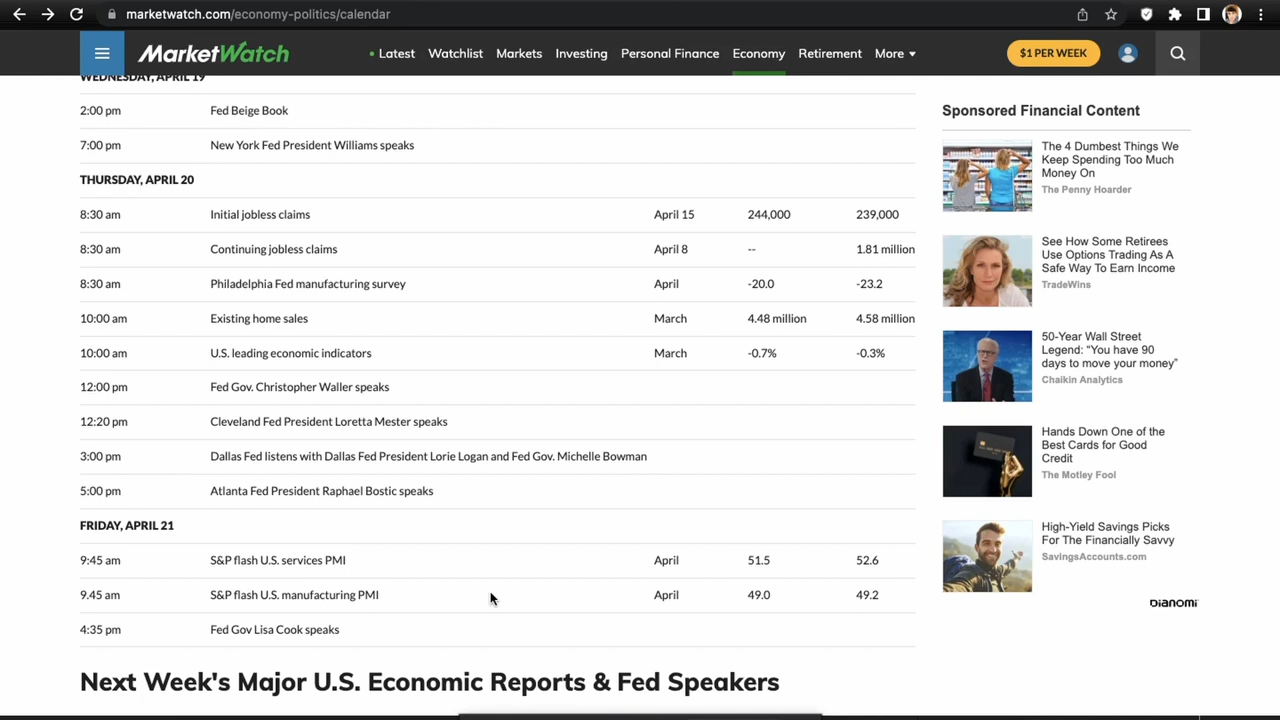 marketwatch.com/economy-politics/calendar
MarketWatch
Latest Watchlist Markets Investing Personal Finance Economy Retirement More
$1 PER WEEK
WEDNESDAY, APRIL 19
2:00 pm Fed Beige Book
7:00 pm New York Fed President Williams speaks
THURSDAY, APRIL 20
8:30 am Initial jobless claims April 15 244,000 239,000
8:30 am Continuing jobless claims April 8 -- 1.81 million
8:30 am Philadelphia Fed manufacturing survey April -20.0 -23.2
10:00 am Existing home sales March 4.48 million 4.58 million
10:00 am U.S. leading economic indicators March -0.7% -0.3%
12:00 pm Fed Gov. Christopher Waller speaks
12:20 pm Cleveland Fed President Loretta Mester speaks
3:00 pm Dallas Fed listens with Dallas Fed President Lorie Logan and Fed Gov. Michelle Bowman
5:00 pm Atlanta Fed President Raphael Bostic speaks
FRIDAY, APRIL 21
9:45 am S&P flash U.S. services PMI April 51.5 52.6
9.45 am S&P flash U.S. manufacturing PMI April 49.0 49.2
4:35 pm Fed Gov Lisa Cook speaks
Next Week's Major U.S. Economic Reports & Fed Speakers
Sponsored Financial Content
The 4 Dumbest Things We
Keep Spending Too Much
Money On
The Penny Hoarder
See How Some Retirees
Use Options Trading As A
Safe Way To Earn Income
TradeWins
50-Year Wall Street
Legend: “You have 90
days to move your money”
Chaikin Analytics
Hands Down One of the
Best Cards for Good
Credit
The Motley Fool
High-Yield Savings Picks
For The Financially Savvy
SavingsAccounts.com
Dianomi